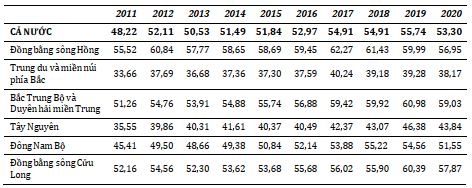 2011 2012 2013 2014 2015 2016 2017 2018 2019 2020
CẢ NƯỚC 48,22 52,11 50,53 51,49 51,84 52,97 54,91 54,91 55,74 53,30
Đồng bằng sông Hồng 55,52 60,84 57,77 58,65 58,69 59,45 62,27 61,43 59,99 56,95
Trung du và miền núi
phía Bắc 33,66 37,69 36,68 37,36 37,30 37,59 40,24 39,18 39,28 38,17
Bắc Trung Bộ và
Duyên hải miền Trung 51,26 54,76 53,91 54,88 55,74 56,88 59,42 59,92 60,98 59,03
Tây Nguyên 35,55 39,86 40,31 41,61 40,37 40,49 42,37 43,07 46,38 43,84
Đông Nam Bộ 45,41 49,50 48,66 49,38 50,84 52,14 53,88 55,22 54,56 51,55
Đồng bằng sông Cửu
Long 52,16 54,56 52,30 53,62 53,68 55,68 56,02 55,90 60,39 57,87